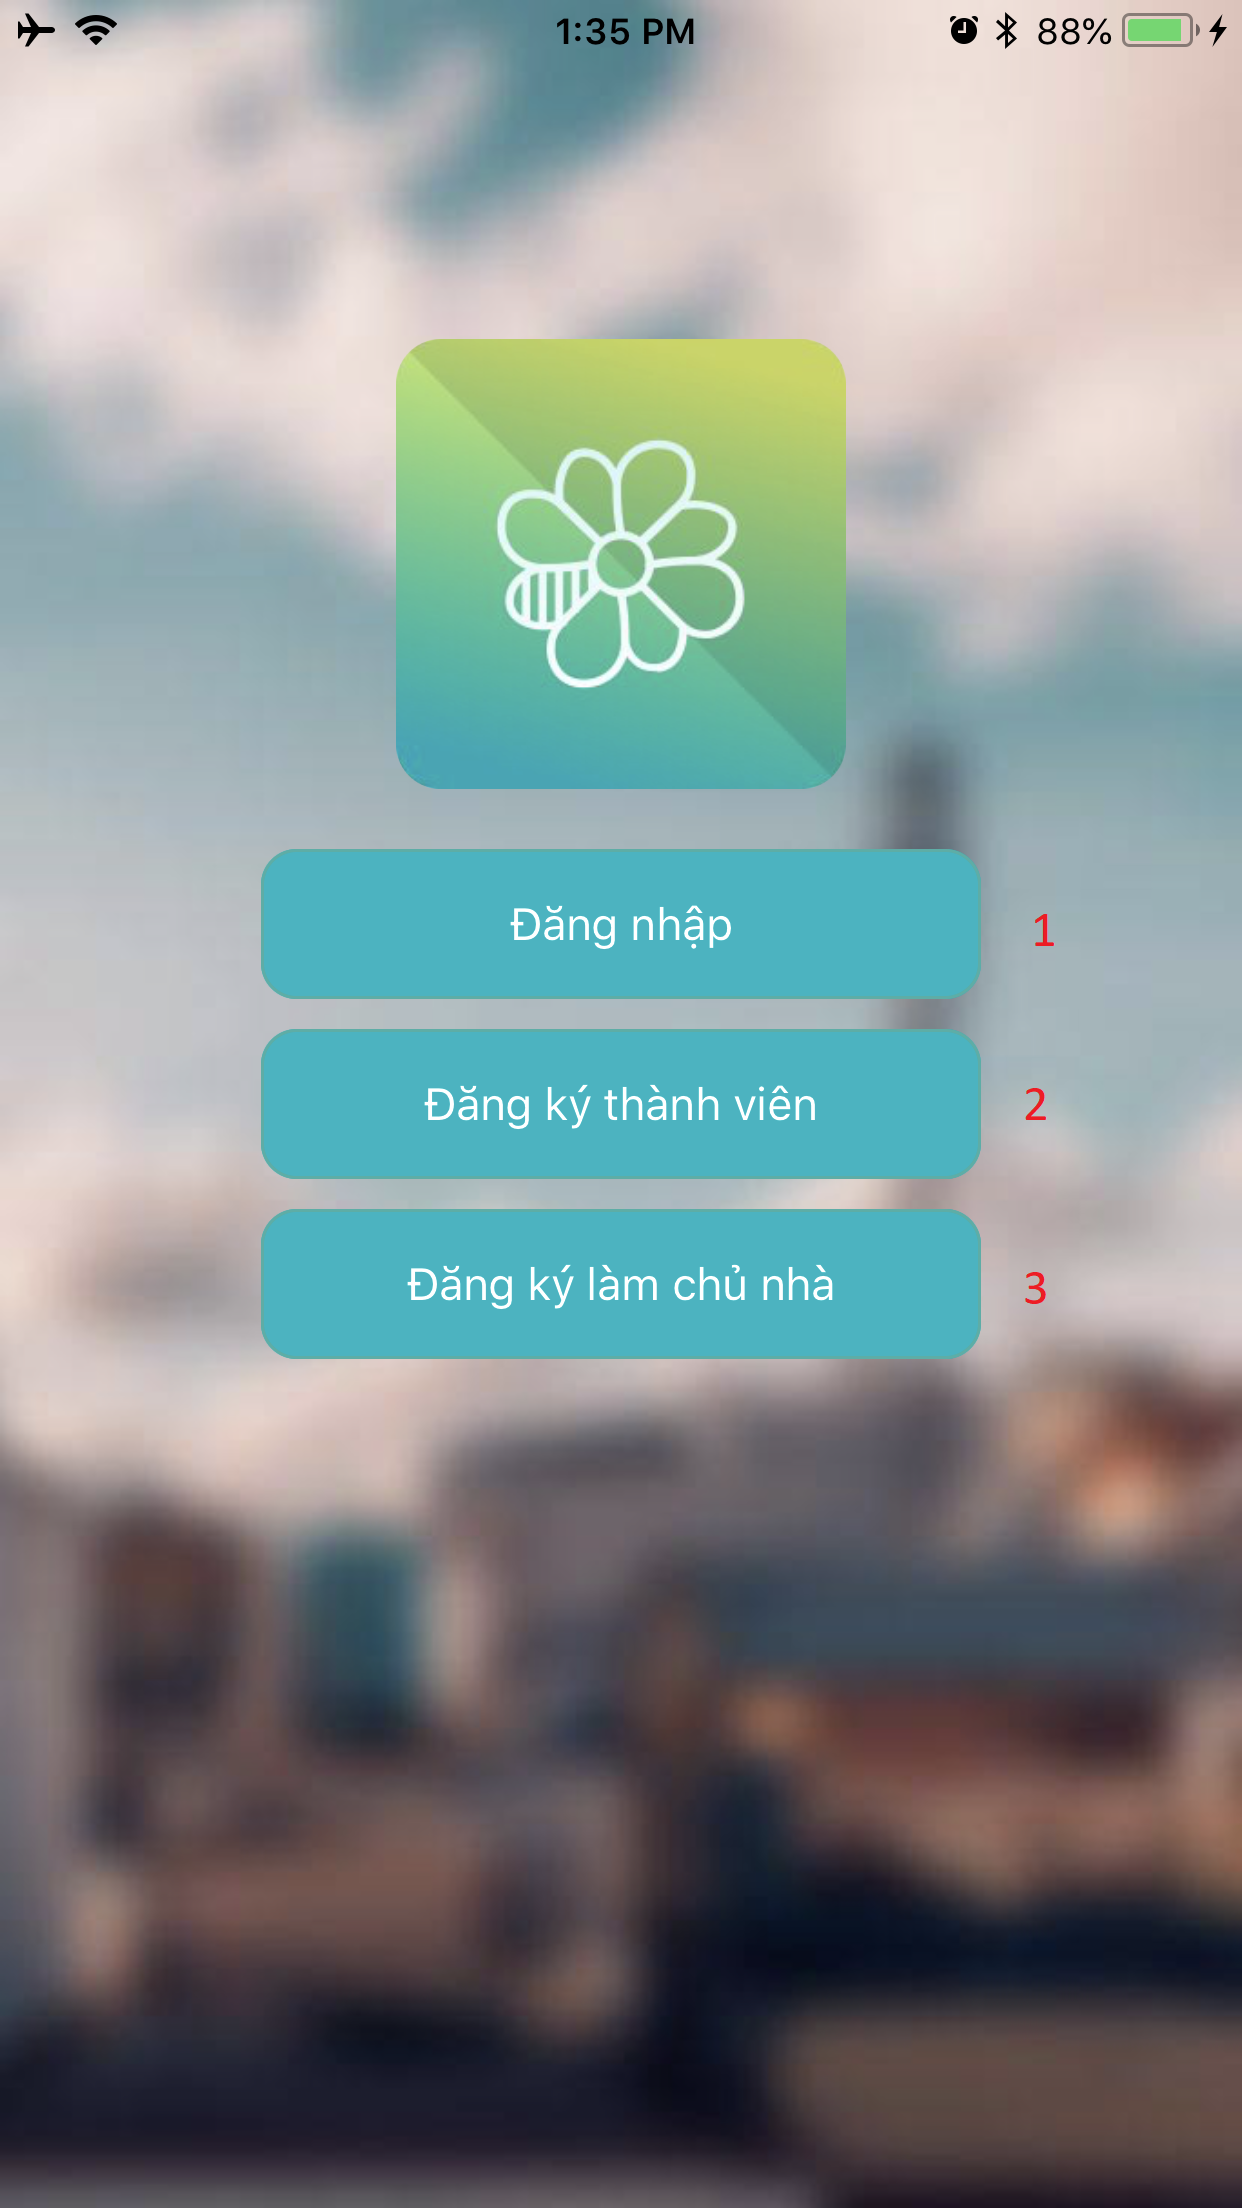 1:35 PM 88%
Đăng nhập 1
Đăng ký thành viên 2
Đăng ký làm chủ nhà 3